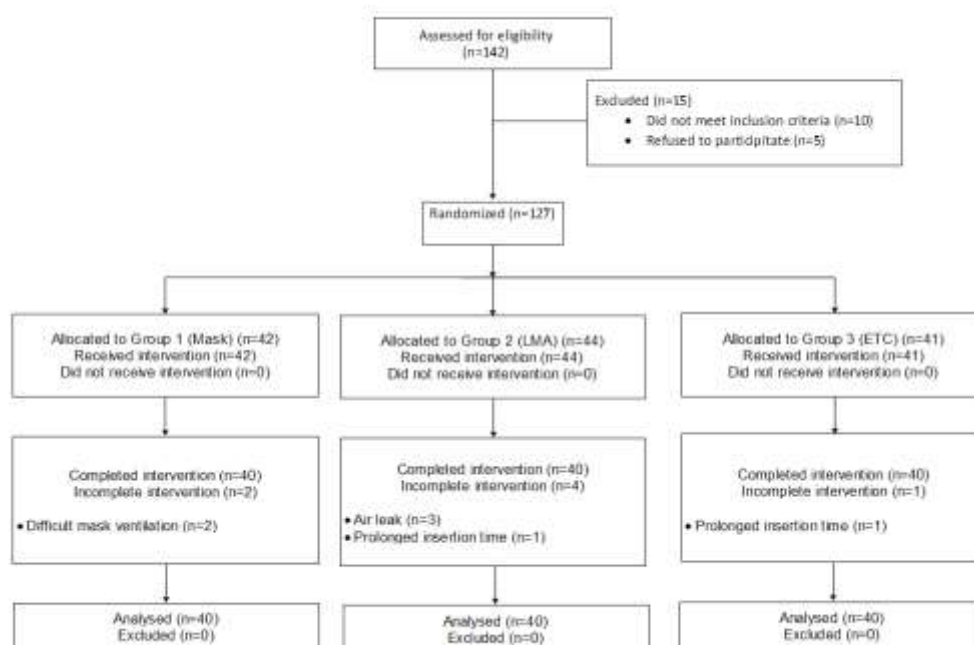 Assessed for eligibility
(n=142)
Excluded (n=15)
• Did not meet inclusion criteria (n=10)
• Refused to participitate (n=5)
Randomized (n=127)
Allocated to Group 1 (Mask) (n=42)
Received intervention (n=42)
Did not receive intervention (n=0)
Allocated to Group 2 (LMA) (n=44)
Received intervention (n=44)
Did not receive intervention (n=0)
Allocated to Group 3 (ETC) (n=41)
Received intervention (n=41)
Did not receive intervention (n=0)
Completed intervention (n=40)
Incomplete intervention (n=2)
• Difficult mask ventilation (n=2)
Completed intervention (n=40)
Incomplete intervention (n=4)
• Air leak (n=3)
• Prolonged insertion time (n=1)
Completed intervention (n=40)
Incomplete intervention (n=1)
• Prolonged insertion time (n=1)
Analysed (n=40)
Excluded (n=0)
Analysed (n=40)
Excluded (n=0)
Analysed (n=40)
Excluded (n=0)